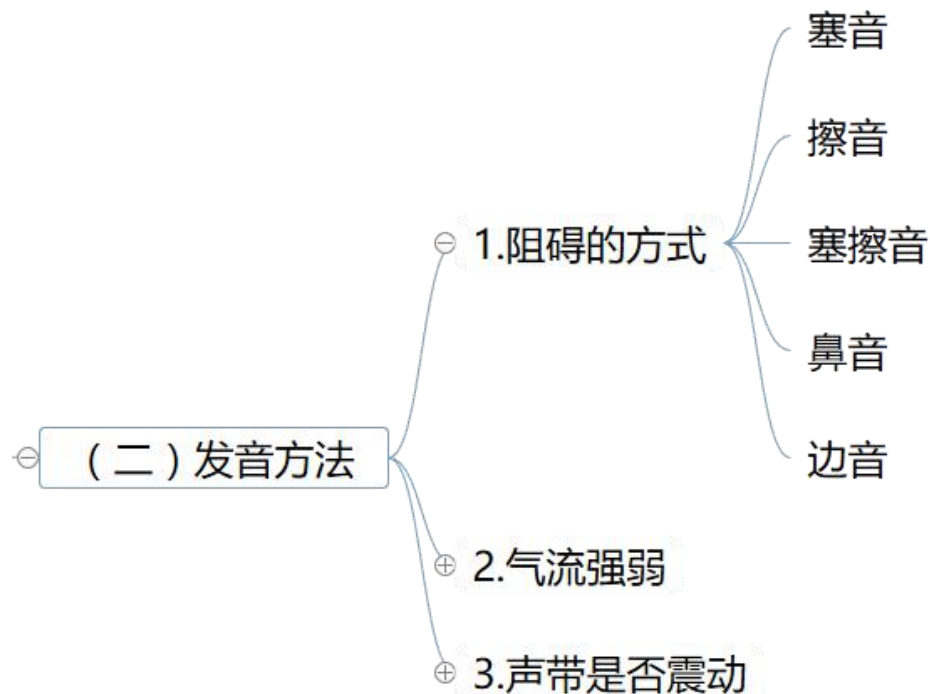 （二）发音方法
1.阻碍的方式
塞音
擦音
塞擦音
鼻音
边音
2.气流强弱
3.声带是否震动